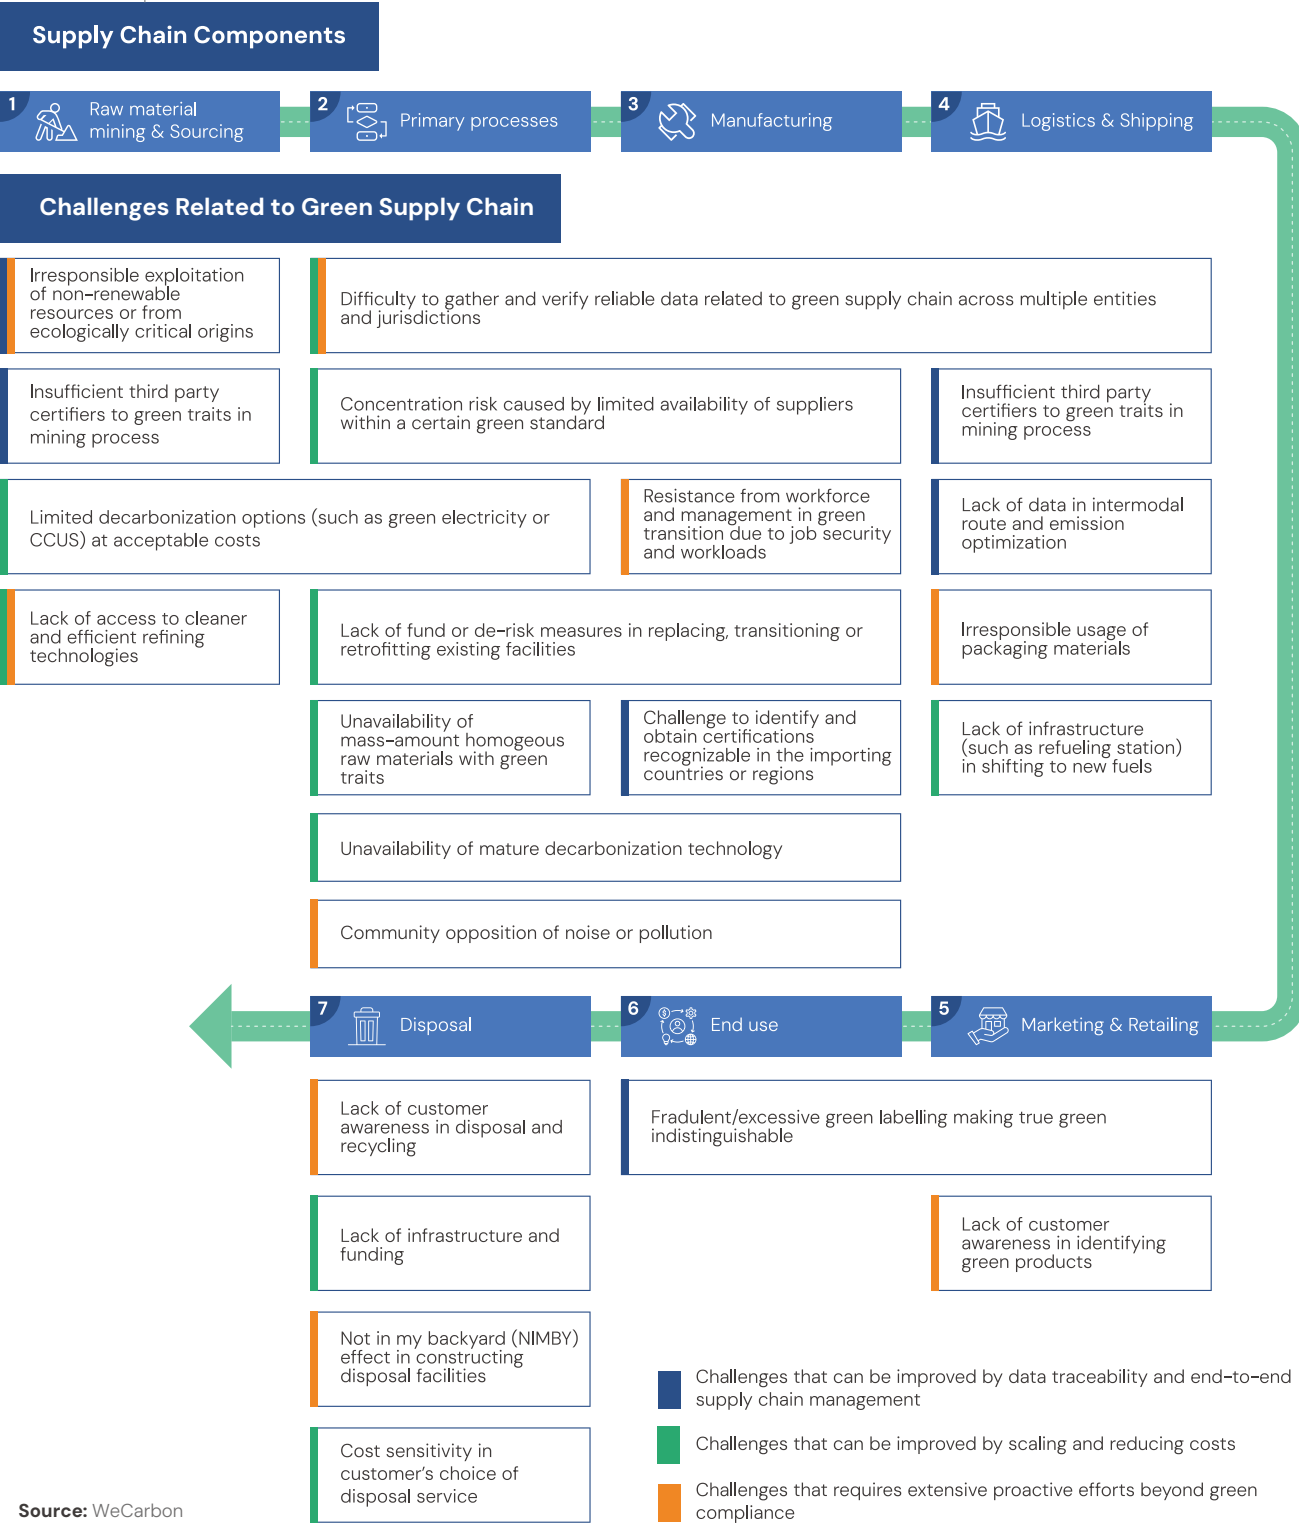 Supply Chain Components
1
Raw material
mining & Sourcing
2
Primary processes
3
Manufacturing
4
Logistics & Shipping
Challenges Related to Green Supply Chain
Irresponsible exploitation
of non-renewable
resources or from
ecologically critical origins
Difficulty to gather and verify reliable data related to green supply chain across multiple entities
and jurisdictions
Insufficient third party
certifiers to green traits in
mining process
Concentration risk caused by limited availability of suppliers
within a certain green standard
Insufficient third party
certifiers to green traits in
mining process
Limited decarbonization options (such as green electricity or
CCUS) at acceptable costs
Resistance from workforce
and management in green
transition due to job security
and workloads
Lack of data in intermodal
route and emission
optimization
Lack of access to cleaner
and efficient refining
technologies
Lack of fund or de-risk measures in replacing, transitioning or
retrofitting existing facilities
Irresponsible usage of
packaging materials
Unavailability of
mass-amount homogeous
raw materials with green
traits
Challenge to identify and
obtain certifications
recognizable in the importing
countries or regions
Lack of infrastructure
(such as refueling station)
in shifting to new fuels
Unavailability of mature decarbonization technology
Community opposition of noise or pollution
7
Disposal
6
End use
5
Marketing & Retailing
Lack of customer
awareness in disposal and
recycling
Fradulent/excessive green labelling making true green
indistinguishable
Lack of infrastructure and
funding
Lack of customer
awareness in identifying
green products
Not in my backyard (NIMBY)
effect in constructing
disposal facilities
Cost sensitivity in
customer's choice of
disposal service
Challenges that can be improved by data traceability and end-to-end
supply chain management
Challenges that can be improved by scaling and reducing costs
Challenges that requires extensive proactive efforts beyond green
compliance
Source: WeCarbon